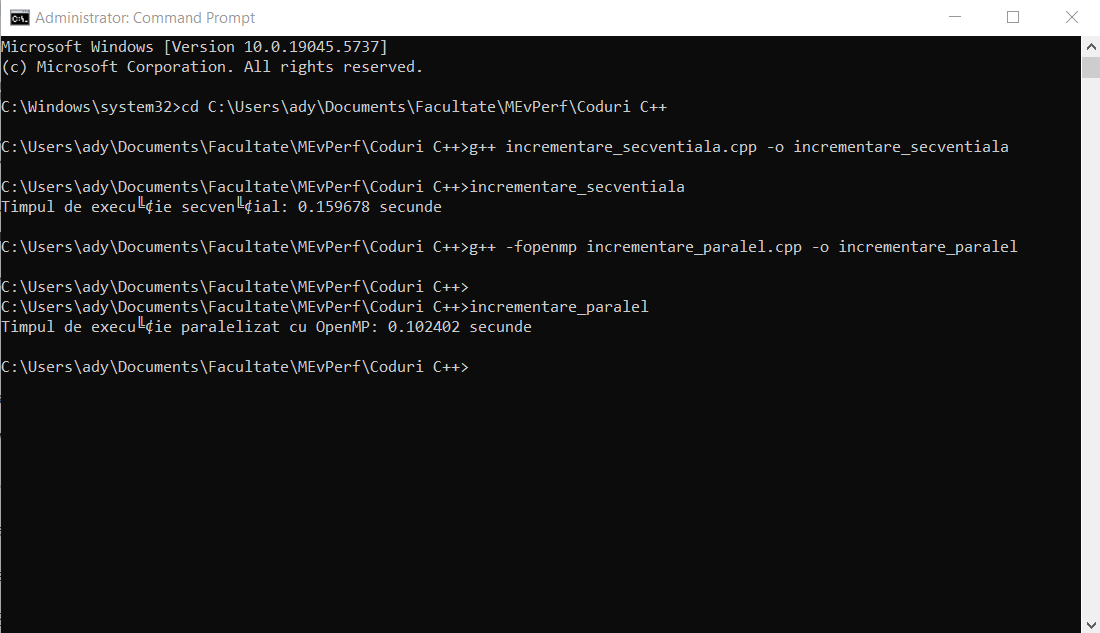 Administrator: Command Prompt
Microsoft Windows [Version 10.0.19045.5737]
(c) Microsoft Corporation. All rights reserved.
C:\Windows\system32>cd C:\Users\ady\Documents\Facultate\MEvPerf\Coduri C++
C:\Users\ady\Documents\Facultate\MEvPerf\Coduri C++>g++ incrementare_secventiala.cpp -o incrementare_secventiala
C:\Users\ady\Documents\Facultate\MEvPerf\Coduri C++>incrementare_secventiala
Timpul de execu╚¢ie secven╚¢ial: 0.159678 secunde
C:\Users\ady\Documents\Facultate\MEvPerf\Coduri C++>g++ -fopenmp incrementare_paralel.cpp -o incrementare_paralel
C:\Users\ady\Documents\Facultate\MEvPerf\Coduri C++>
C:\Users\ady\Documents\Facultate\MEvPerf\Coduri C++>incrementare_paralel
Timpul de execu╚¢ie paralelizat cu OpenMP: 0.102402 secunde
C:\Users\ady\Documents\Facultate\MEvPerf\Coduri C++>